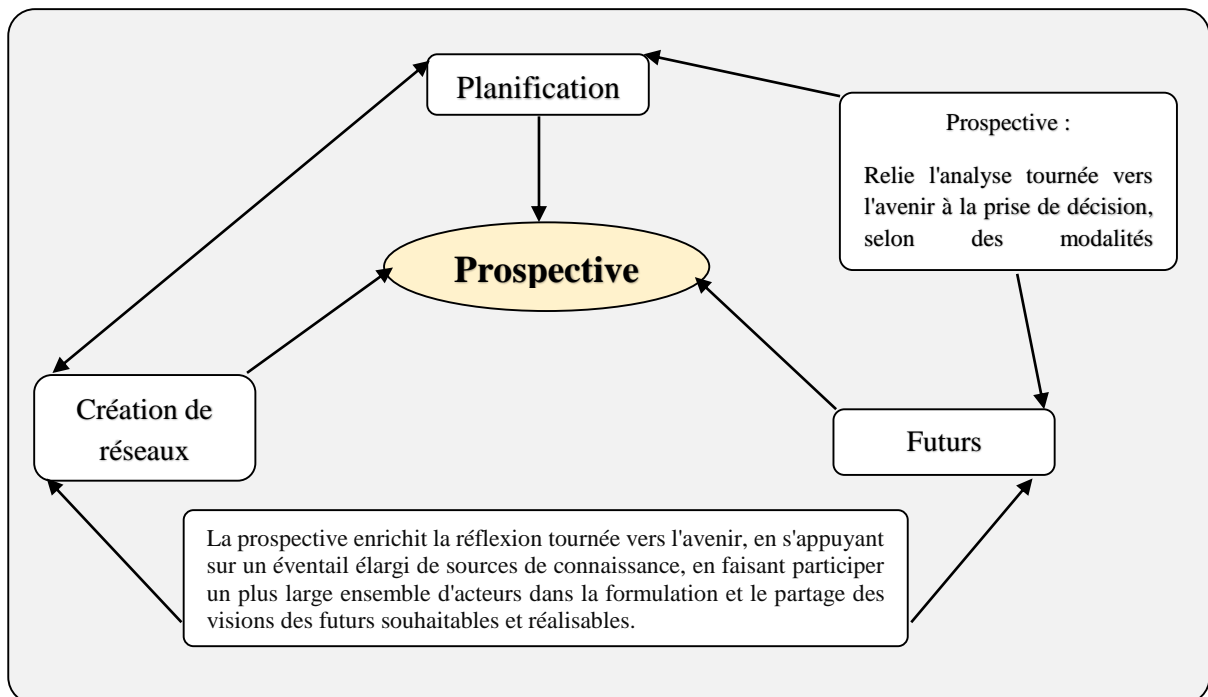 Planification
Prospective :
Relie l'analyse tournée vers
l'avenir à la prise de décision,
selon des modalités
Prospective
Création de
réseaux
Futurs
La prospective enrichit la réflexion tournée vers l'avenir, en s'appuyant
sur un éventail élargi de sources de connaissance, en faisant participer
un plus large ensemble d'acteurs dans la formulation et le partage des
visions des futurs souhaitables et réalisables.